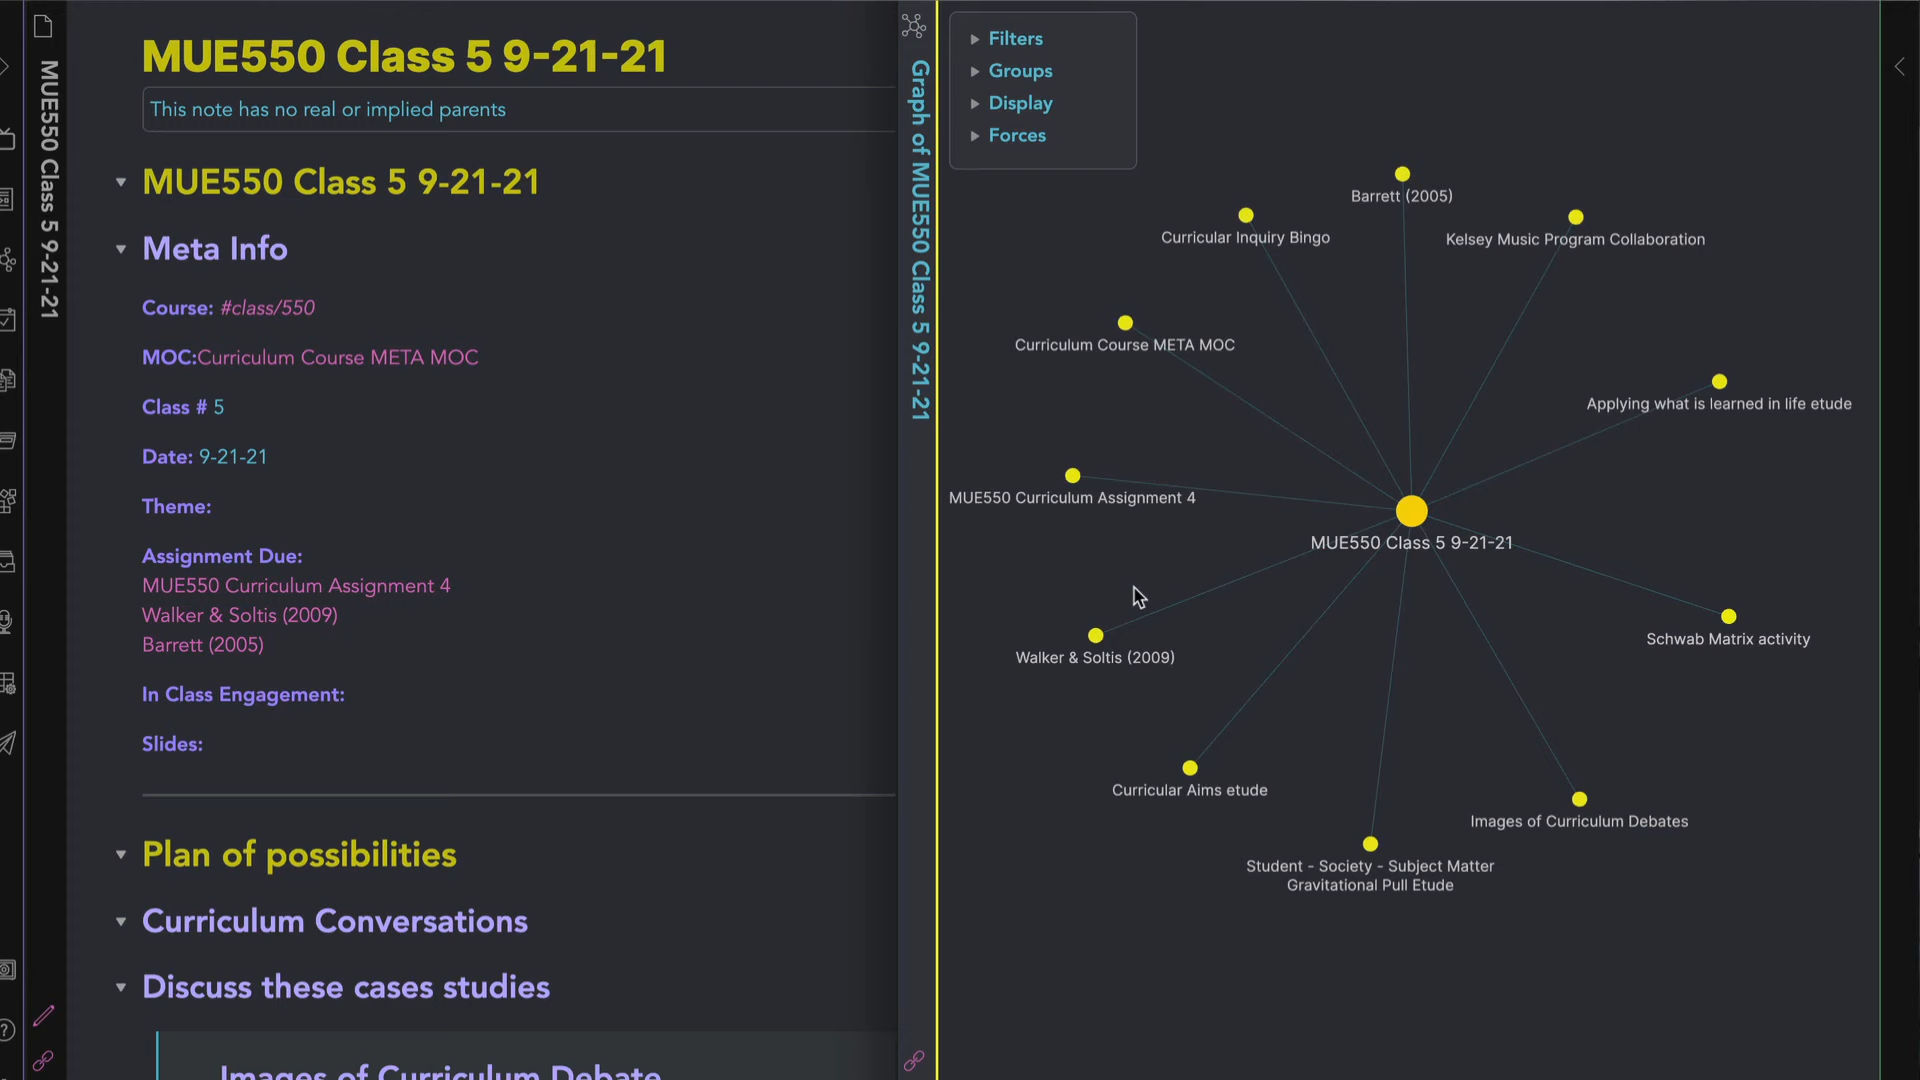 MUE550 Class 5 9-21-21
MUE550 Class 5 9-21-21
This note has no real or implied parents
MUE550 Class 5 9-21-21
Meta Info
Course: #class/550
MOC:Curriculum Course META MOC
Class # 5
Date: 9-21-21
Theme:
Assignment Due:
MUE550 Curriculum Assignment 4
Walker & Soltis (2009)
Barrett (2005)
In Class Engagement:
Slides:
Plan of possibilities
Curriculum Conversations
Discuss these cases studies
Images of Curriculum Debate
Graph of MUE550 Class 5 9-21-21
Filters
Groups
Display
Forces
Barrett (2005)
Curricular Inquiry Bingo
Kelsey Music Program Collaboration
Curriculum Course META MOC
Applying what is learned in life etude
MUE550 Curriculum Assignment 4
MUE550 Class 5 9-21-21
Schwab Matrix activity
Walker & Soltis (2009)
Curricular Aims etude
Images of Curriculum Debates
Student - Society - Subject Matter
Gravitational Pull Etude